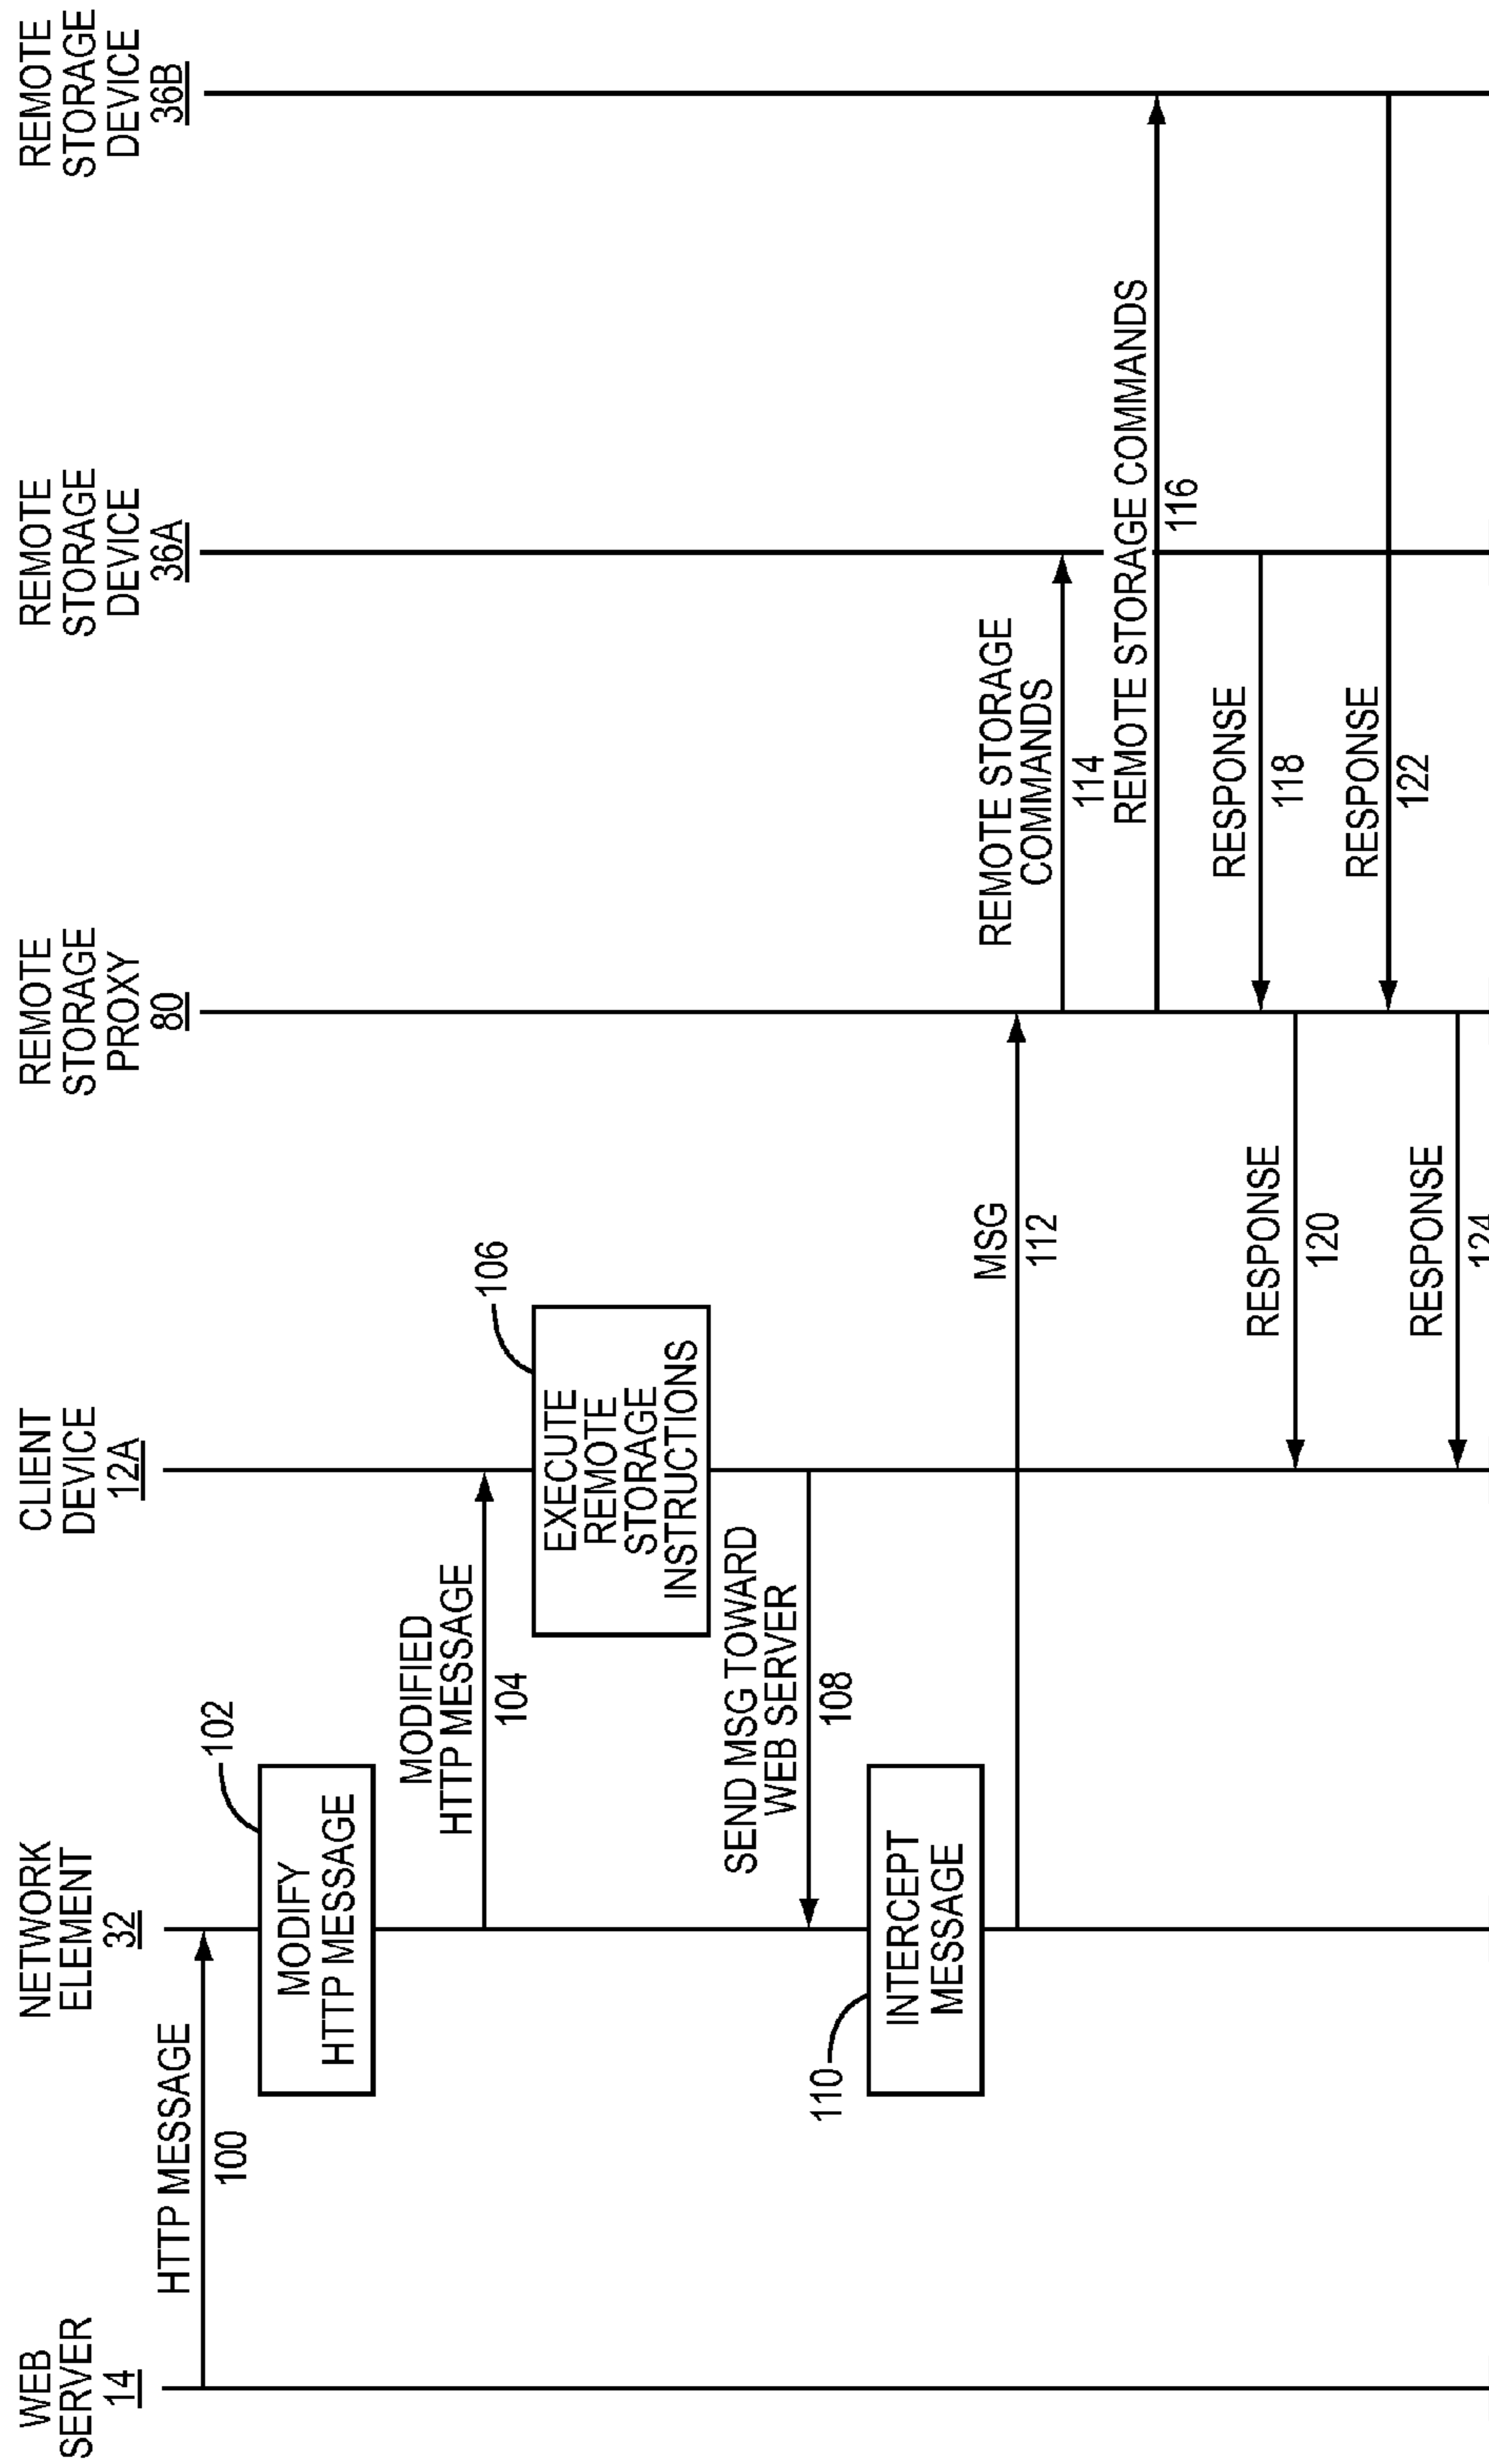 WEB
SERVER
14
NETWORK
ELEMENT
32
CLIENT
DEVICE
12A
REMOTE
STORAGE
PROXY
80
REMOTE
STORAGE
DEVICE
36A
REMOTE
STORAGE
DEVICE
36B
HTTP MESSAGE
100
102
MODIFY
HTTP MESSAGE
MODIFIED
HTTP MESSAGE
104
106
EXECUTE
REMOTE
STORAGE
INSTRUCTIONS
SEND MSG TOWARD
WEB SERVER
108
110
INTERCEPT
MESSAGE
MSG
112
REMOTE STORAGE
COMMANDS
114
REMOTE STORAGE COMMANDS
116
RESPONSE
118
RESPONSE
120
RESPONSE
122
RESPONSE
124